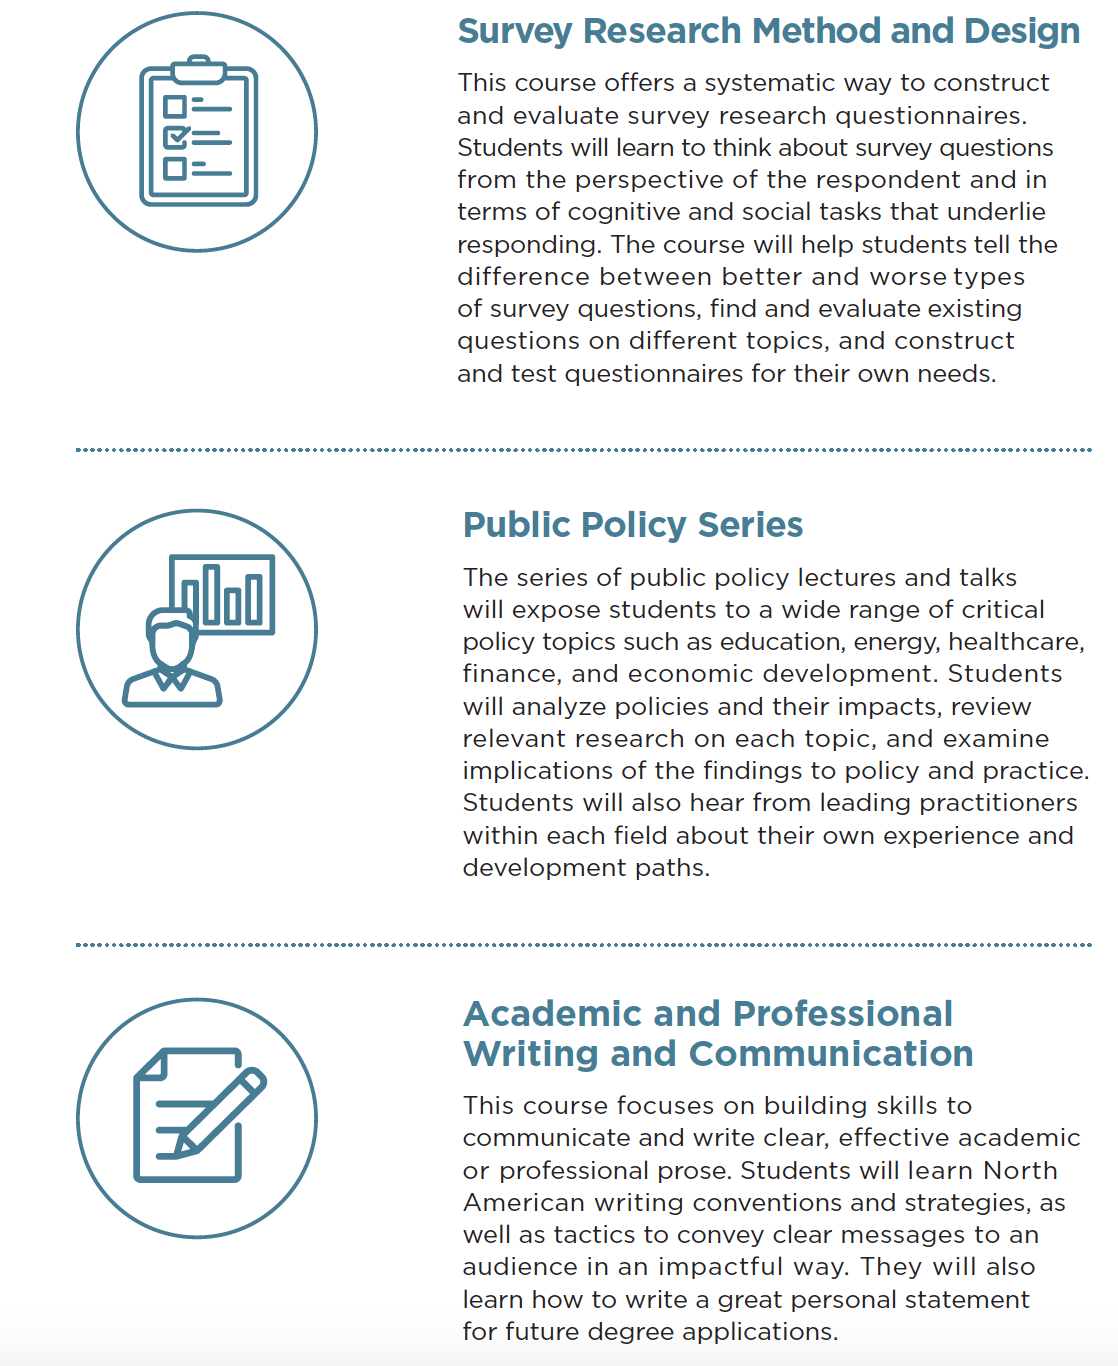 Survey Research Method and Design
This course offers a systematic way to construct
and evaluate survey research questionnaires.
Students will learn to think about survey questions
from the perspective of the respondent and in
terms of cognitive and social tasks that underlie
responding. The course will help students tell the
difference between better and worse types
of survey questions, find and evaluate existing
questions on different topics, and construct
and test questionnaires for their own needs.
Public Policy Series
The series of public policy lectures and talks
will expose students to a wide range of critical
policy topics such as education, energy, healthcare,
finance, and economic development. Students
will analyze policies and their impacts, review
relevant research on each topic, and examine
implications of the findings to policy and practice.
Students will also hear from leading practitioners
within each field about their own experience and
development paths.
Academic and Professional
Writing and Communication
This course focuses on building skills to
communicate and write clear, effective academic
or professional prose. Students will learn North
American writing conventions and strategies, as
well as tactics to convey clear messages to an
audience in an impactful way. They will also
learn how to write a great personal statement
for future degree applications.